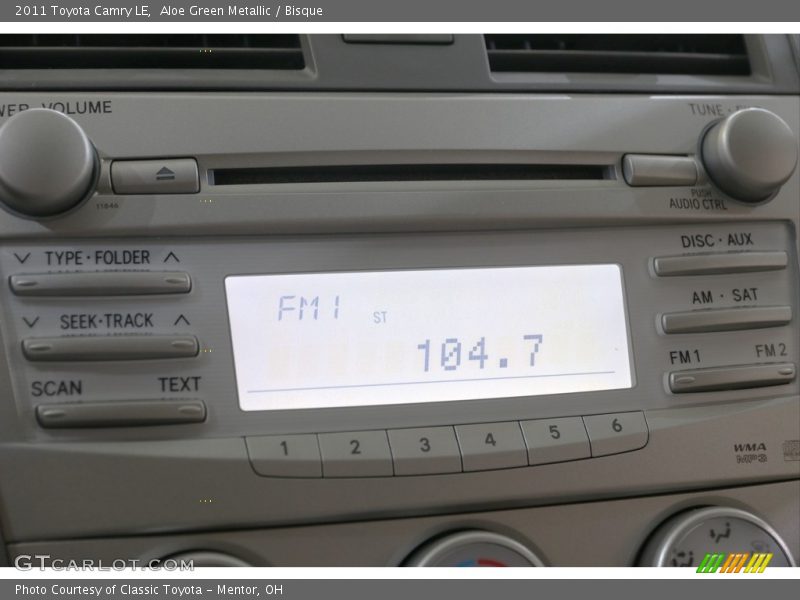 2011 Toyota Camry LE,  Aloe Green Metallic / Bisque
VOLUME
TUNE
11846
PUSH
AUDIO CTRL
TYPE·FOLDER
DISC · AUX
SEEK·TRACK
AM · SAT
SCAN TEXT
FM1 FM2
FM1 ST
104.7
1 2 3 4 5 6
WMA
MP3
GTcarlot.com
Photo Courtesy of Classic Toyota - Mentor, OH